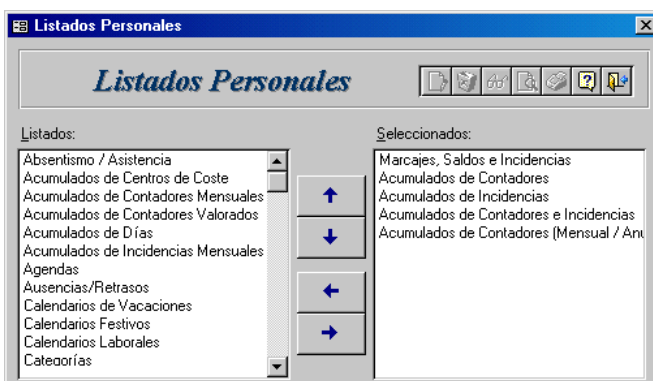 Listados Personales
Listados Personales
Listados:
Absentismo / Asistencia
Acumulados de Centros de Coste
Acumulados de Contadores Mensuales
Acumulados de Contadores Valorados
Acumulados de Días
Acumulados de Incidencias Mensuales
Agendas
Ausencias/Retrasos
Calendarios de Vacaciones
Calendarios Festivos
Calendarios Laborales
Categorías
Seleccionados:
Marcajes, Saldos e Incidencias
Acumulados de Contadores
Acumulados de Incidencias
Acumulados de Contadores e Incidencias
Acumulados de Contadores (Mensual / Anu